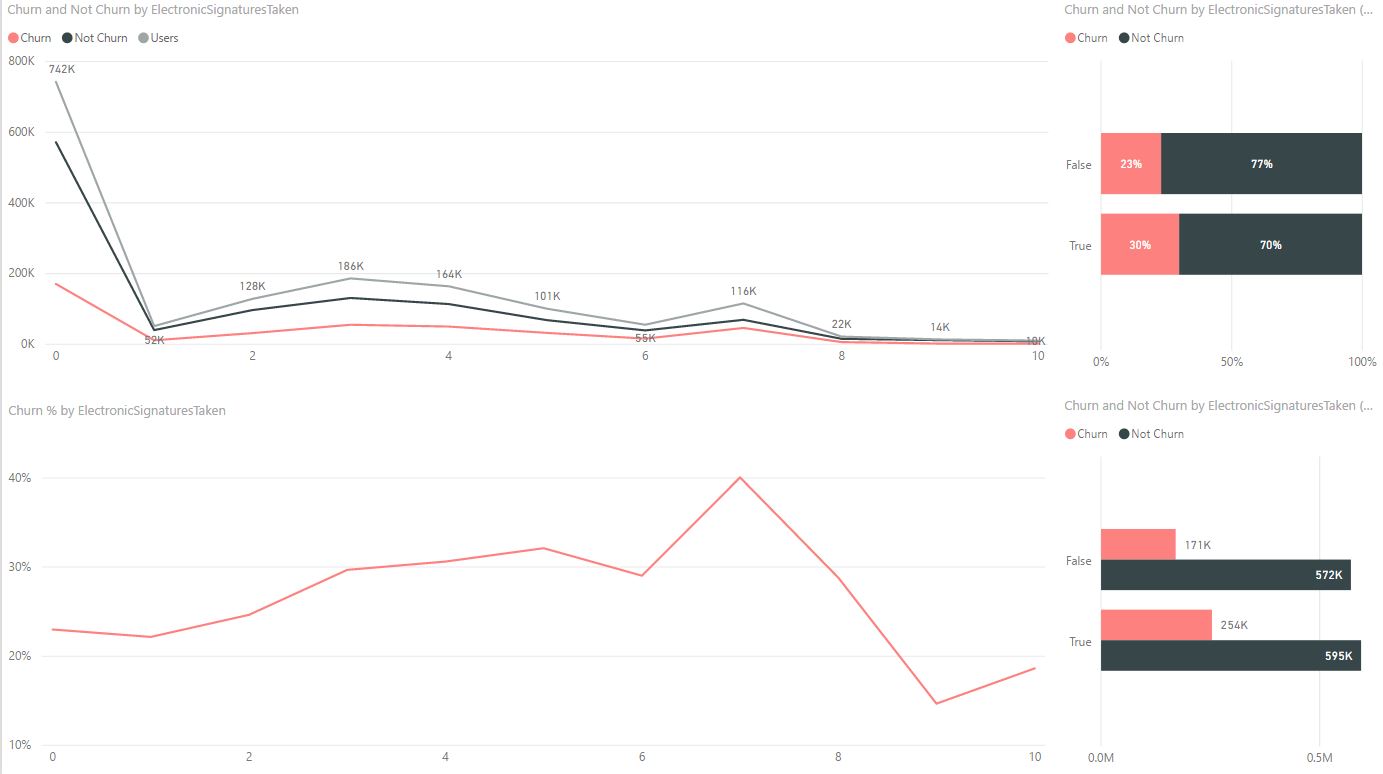 Churn and Not Churn by ElectronicSignaturesTaken
Churn Not Churn Users
800K
600K
400K
200K
0K
742K
52K
128K
186K
164K
101K
55K
116K
22K
14K
10K
0 2 4 6 8 10
Churn and Not Churn by ElectronicSignaturesTaken (...
Churn Not Churn
False 23% 77%
True 30% 70%
0% 50% 100%
Churn % by ElectronicSignaturesTaken
40%
30%
20%
10%
0 2 4 6 8 10
Churn and Not Churn by ElectronicSignaturesTaken (...
Churn Not Churn
171K
False 572K
254K
True 595K
0.0M 0.5M